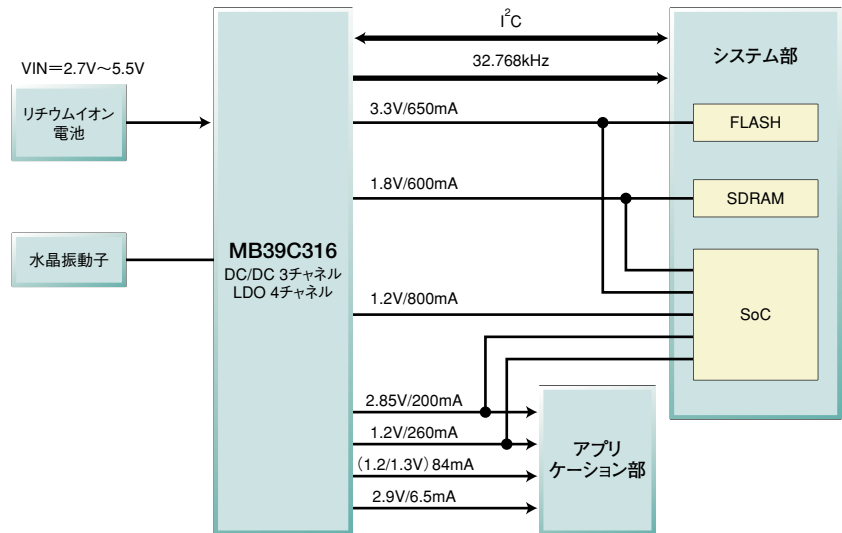 I²C
32.768kHz
VIN＝2.7V〜5.5V
リチウムイオン
電池
水晶振動子
MB39C316
DC/DC 3チャネル
LDO 4チャネル
3.3V/650mA
1.8V/600mA
1.2V/800mA
2.85V/200mA
1.2V/260mA
（1.2/1.3V）84mA
2.9V/6.5mA
システム部
FLASH
SDRAM
SoC
アプリ
ケーション部